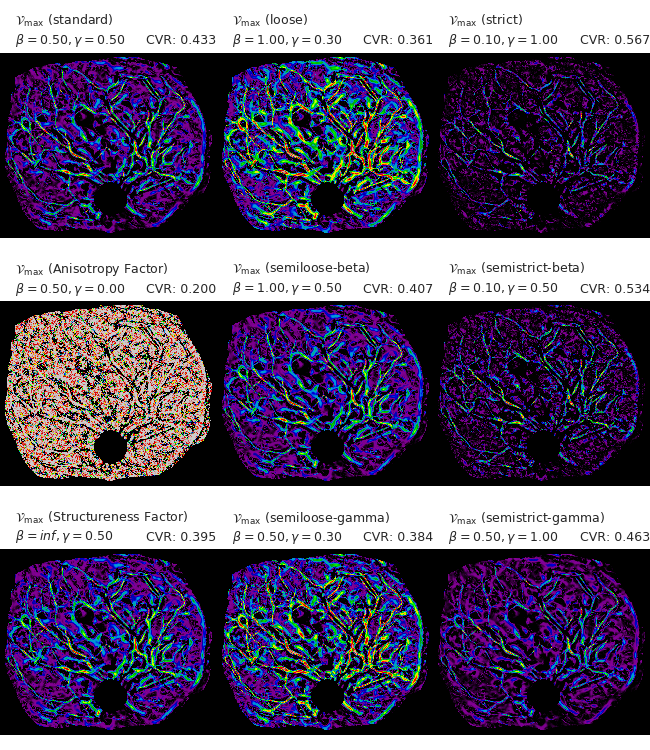 𝒱max (standard) 𝒱max (loose) 𝒱max (strict)
β = 0.50, γ = 0.50 CVR: 0.433 β = 1.00, γ = 0.30 CVR: 0.361 β = 0.10, γ = 1.00 CVR: 0.567
𝒱max (Anisotropy Factor) 𝒱max (semiloose-beta) 𝒱max (semistrict-beta)
β = 0.50, γ = 0.00 CVR: 0.200 β = 1.00, γ = 0.50 CVR: 0.407 β = 0.10, γ = 0.50 CVR: 0.534
𝒱max (Structureness Factor) 𝒱max (semiloose-gamma) 𝒱max (semistrict-gamma)
β = inf, γ = 0.50 CVR: 0.395 β = 0.50, γ = 0.30 CVR: 0.384 β = 0.50, γ = 1.00 CVR: 0.463